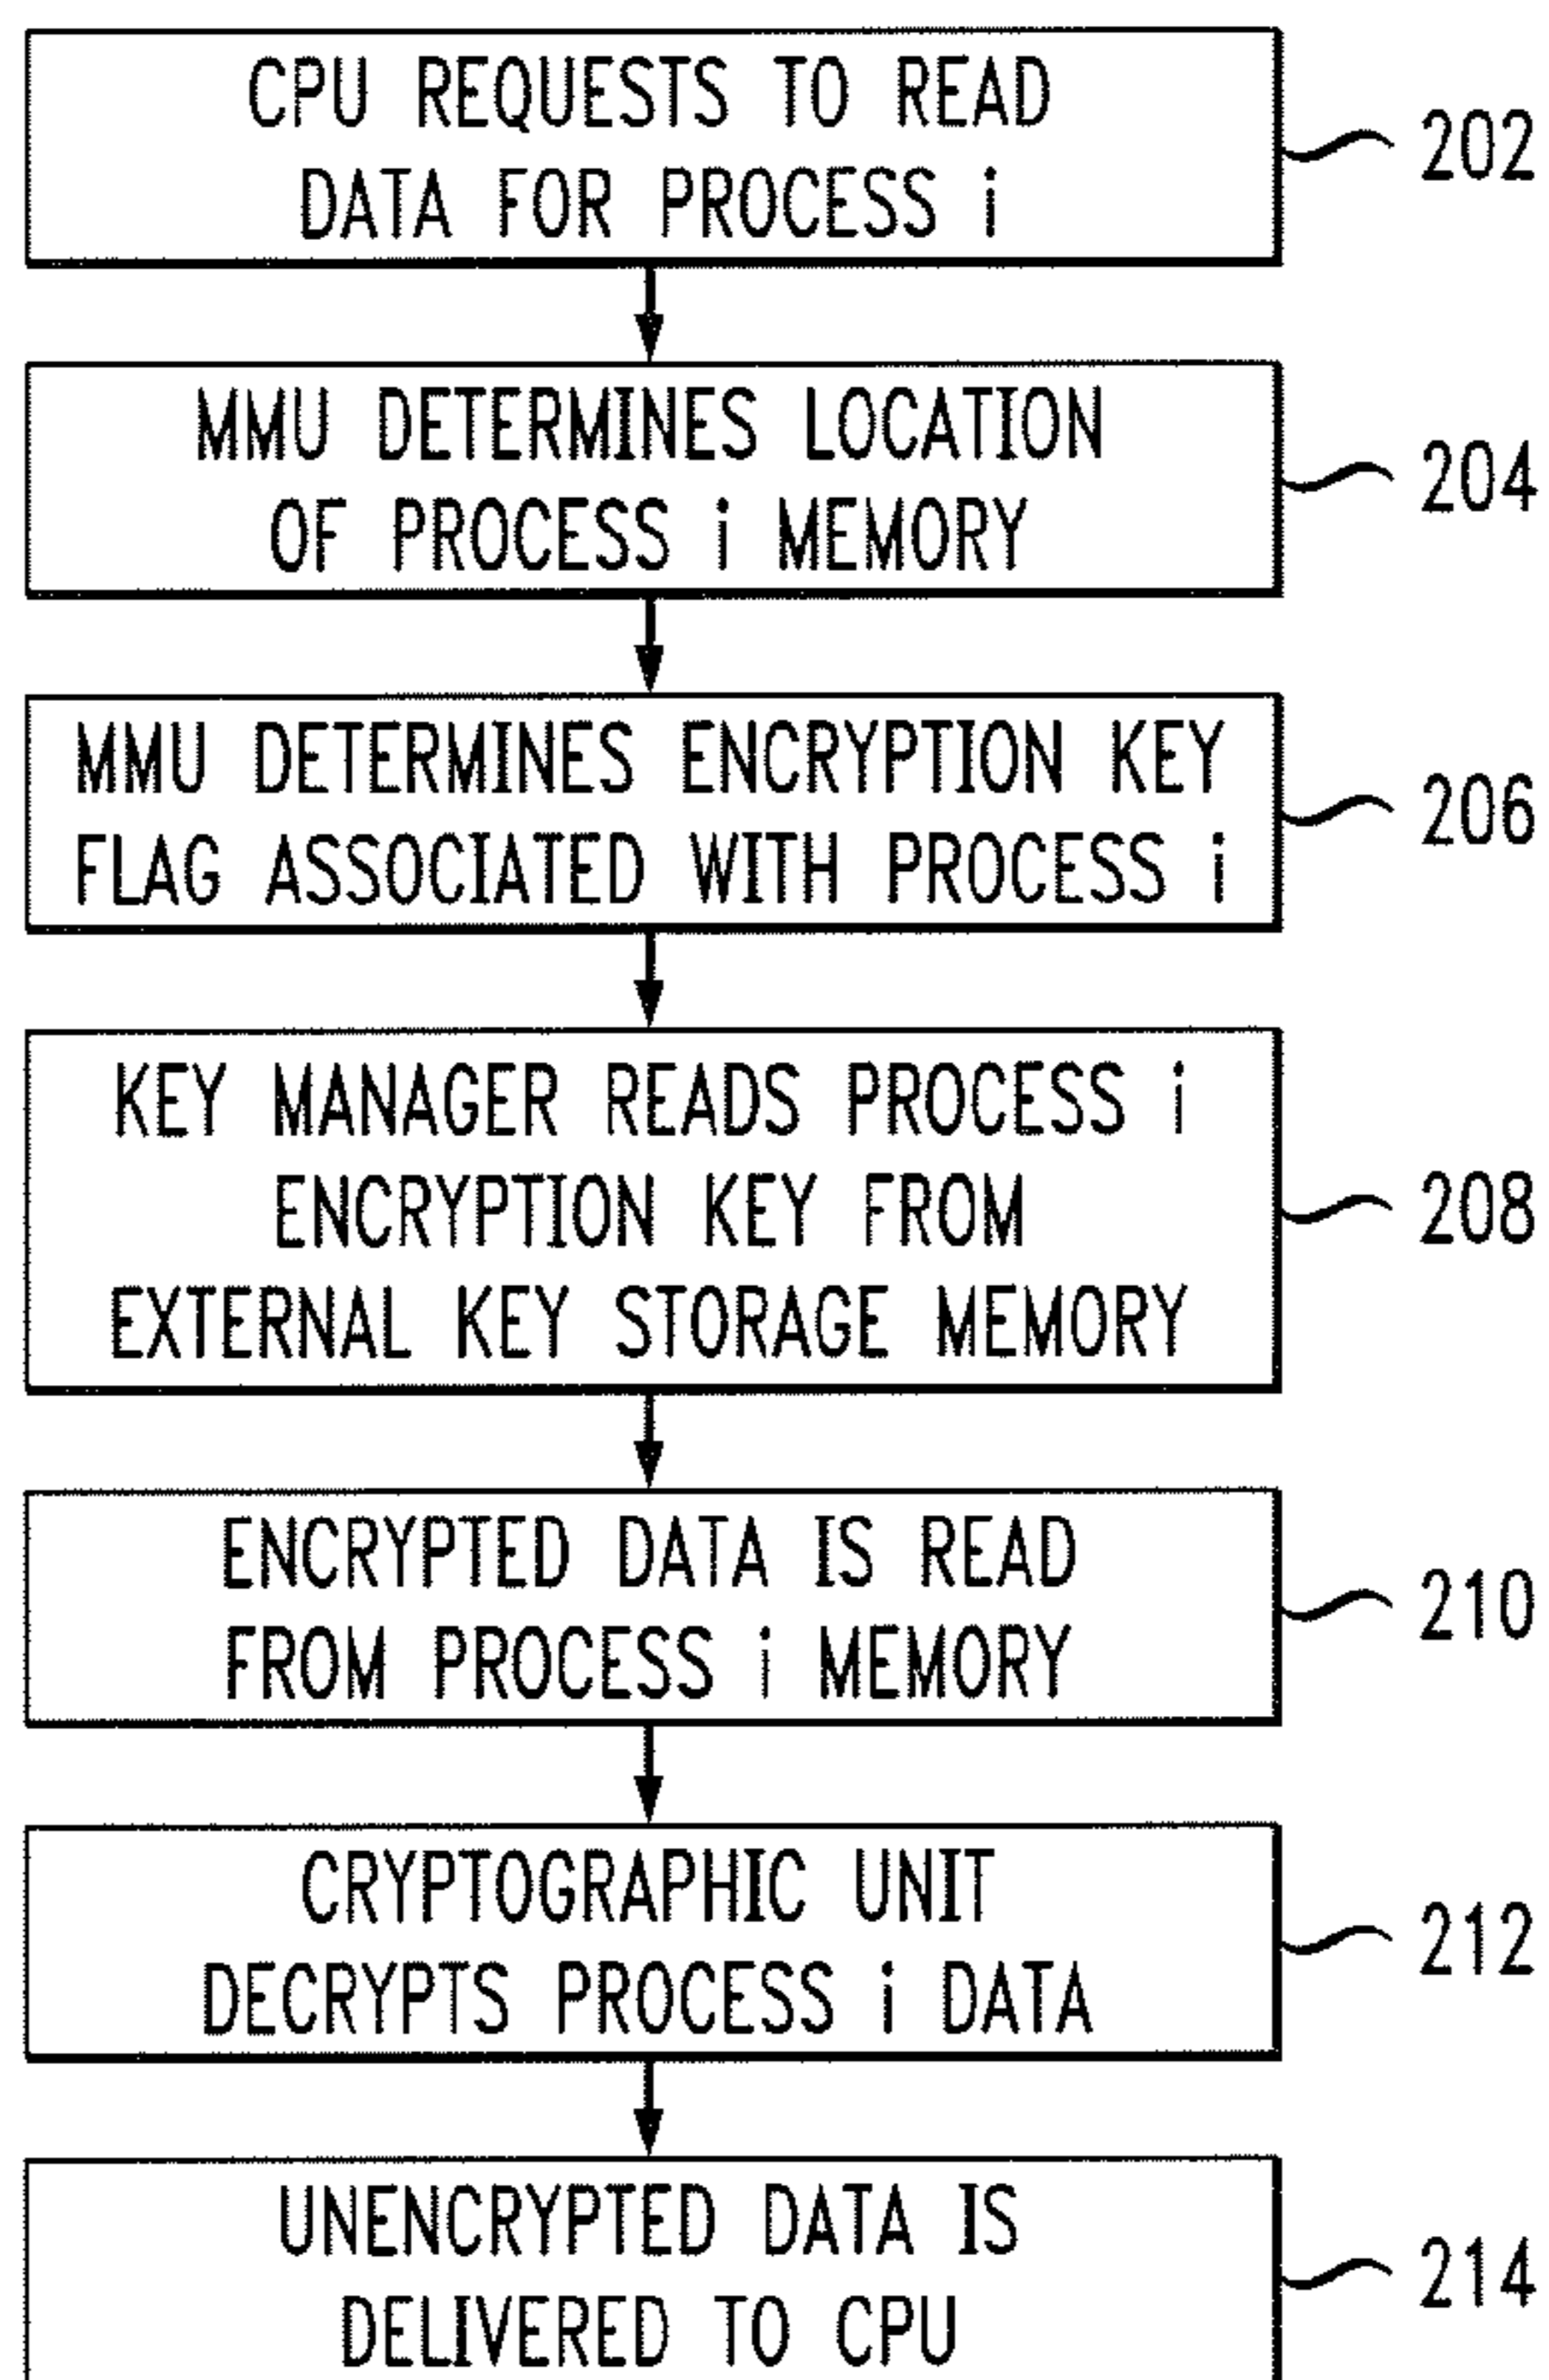 CPU REQUESTS TO READ
DATA FOR PROCESS i
202
MMU DETERMINES LOCATION
OF PROCESS i MEMORY
204
MMU DETERMINES ENCRYPTION KEY
FLAG ASSOCIATED WITH PROCESS i
206
KEY MANAGER READS PROCESS i
ENCRYPTION KEY FROM
EXTERNAL KEY STORAGE MEMORY
208
ENCRYPTED DATA IS READ
FROM PROCESS i MEMORY
210
CRYPTOGRAPHIC UNIT
DECRYPTS PROCESS i DATA
212
UNENCRYPTED DATA IS
DELIVERED TO CPU
214